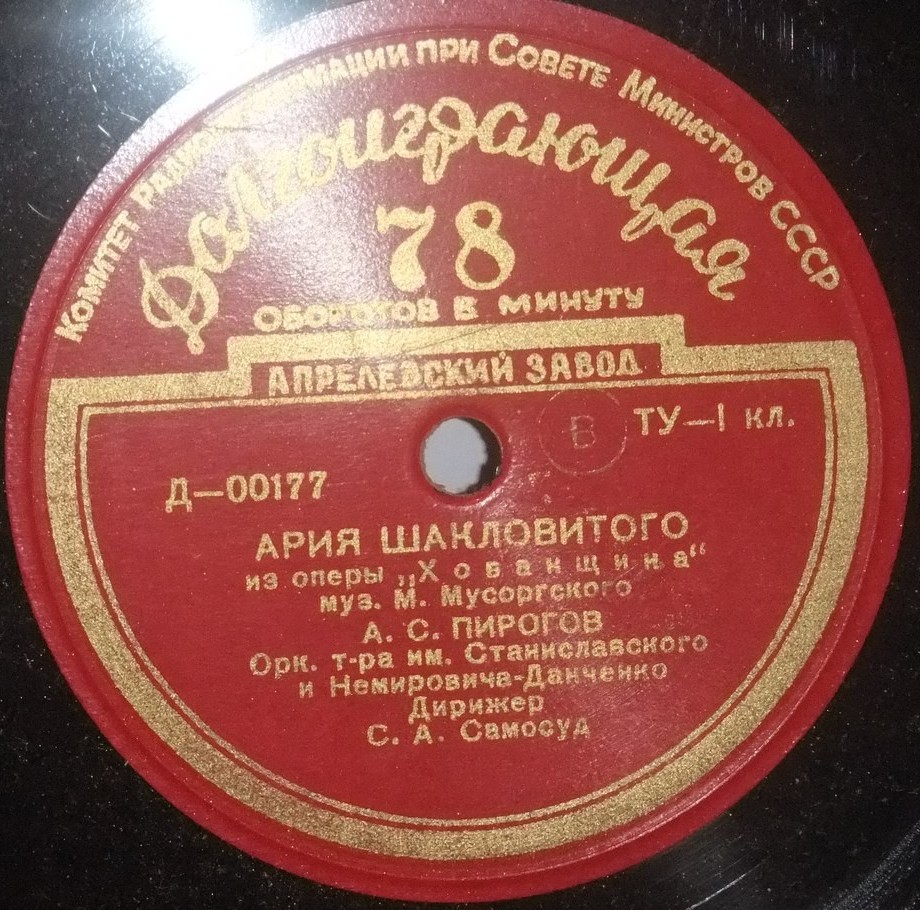 Комитет Радиоинформации при Совете Министров СССР
Долгоиграющая
78
ОБОРОТОВ В МИНУТУ
АПРЕЛЕВСКИЙ ЗАВОД
В
ТУ—I кл.
Д—00177
АРИЯ ШАКЛОВИТОГО
из оперы „Хованщина“
муз. М. Мусоргского
А. С. ПИРОГОВ
Орк. т-ра им. Станиславского
и Немировича-Данченко
Дирижер
С. А. Самосуд